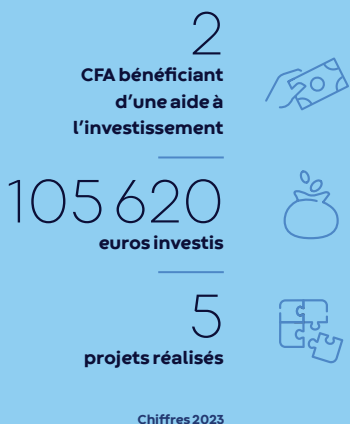 2
CFA bénéficiant
d'une aide à
l'investissement
105 620
euros investis
5
projets réalisés
Chiffres 2023